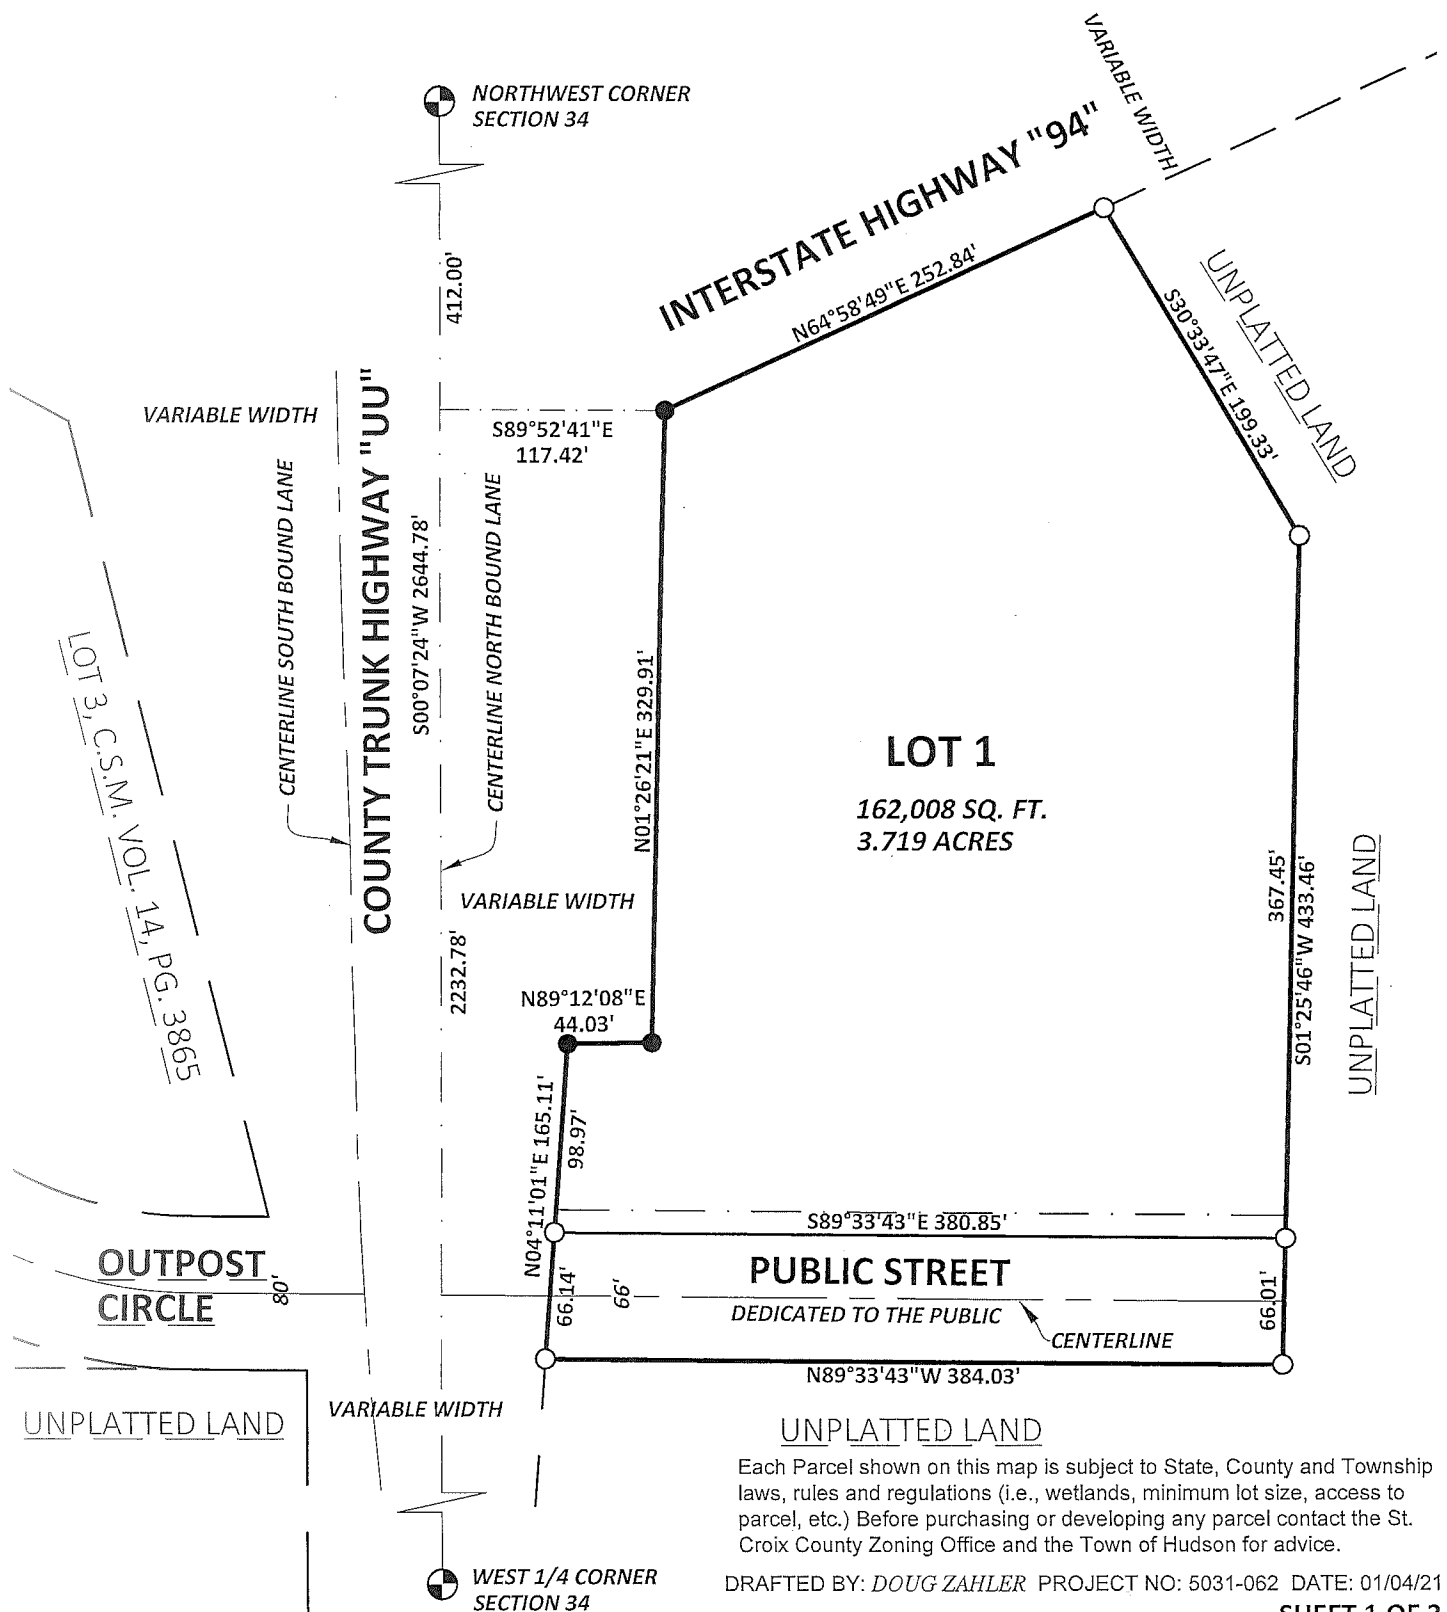 VARIABLE WIDTH
NORTHWEST CORNER
SECTION 34
INTERSTATE HIGHWAY "94"
N64°58'49"E 252.84'
UNPLATTED LAND
S30°33'47"E 199.33'
412.00'
VARIABLE WIDTH
S89°52'41"E
117.42'
COUNTY TRUNK HIGHWAY "UU"
S00°07'24"W 2644.78'
CENTERLINE SOUTH BOUND LANE
CENTERLINE NORTH BOUND LANE
LOT 3, C.S.M. VOL. 14, PG. 3865
N01°26'21"E 329.91'
LOT 1
162,008 SQ. FT.
3.719 ACRES
367.45'
S01°25'46"W 433.46'
UNPLATTED LAND
VARIABLE WIDTH
2232.78'
N89°12'08"E
44.03'
N04°11'01"E 165.11'
98.97'
S89°33'43"E 380.85'
OUTPOST
CIRCLE
80'
66.14'
66'
PUBLIC STREET
DEDICATED TO THE PUBLIC
CENTERLINE
66.01'
N89°33'43"W 384.03'
UNPLATTED LAND
VARIABLE WIDTH
UNPLATTED LAND
Each Parcel shown on this map is subject to State, County and Township
laws, rules and regulations (i.e., wetlands, minimum lot size, access to
parcel, etc.) Before purchasing or developing any parcel contact the St.
Croix County Zoning Office and the Town of Hudson for advice.
WEST 1/4 CORNER
SECTION 34
DRAFTED BY: DOUG ZAHLER PROJECT NO: 5031-062 DATE: 01/04/21
SHEET 1 OF 3